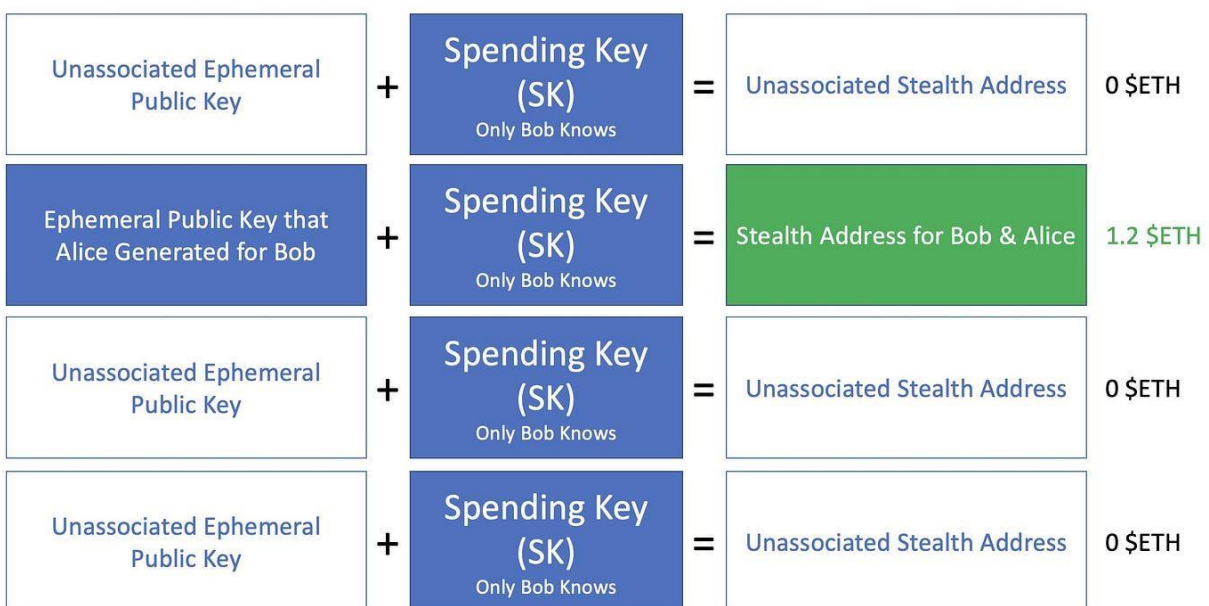 Unassociated Ephemeral
Public Key
+
Spending Key
(SK)
Only Bob Knows
=
Unassociated Stealth Address
0 $ETH
Ephemeral Public Key that
Alice Generated for Bob
+
Spending Key
(SK)
Only Bob Knows
=
Stealth Address for Bob & Alice
1.2 $ETH
Unassociated Ephemeral
Public Key
+
Spending Key
(SK)
Only Bob Knows
=
Unassociated Stealth Address
0 $ETH
Unassociated Ephemeral
Public Key
+
Spending Key
(SK)
Only Bob Knows
=
Unassociated Stealth Address
0 $ETH